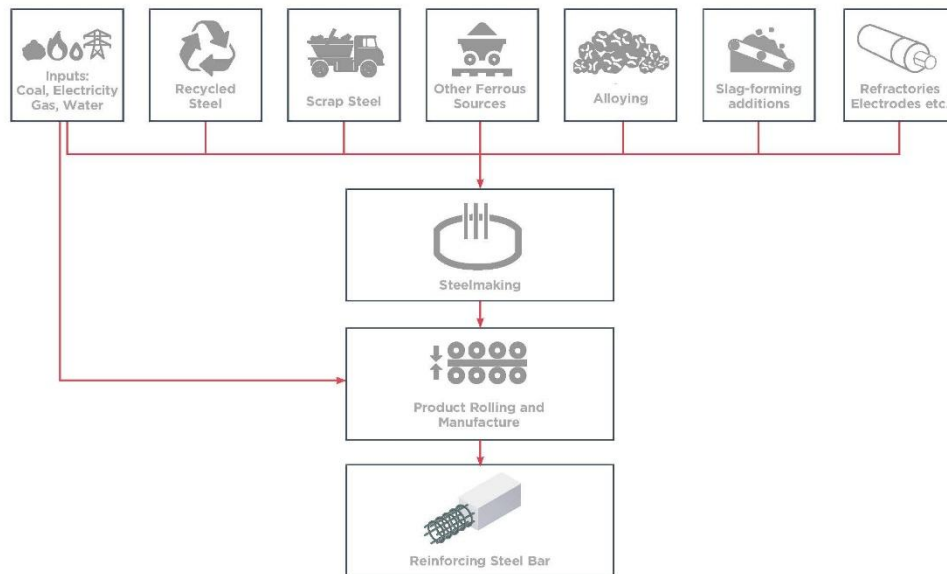 Inputs:
Coal, Electricity
Gas, Water
Recycled
Steel
Scrap Steel
Other Ferrous
Sources
Alloying
Slag-forming
additions
Refractories
Electrodes etc.
Steelmaking
Product Rolling and
Manufacture
Reinforcing Steel Bar